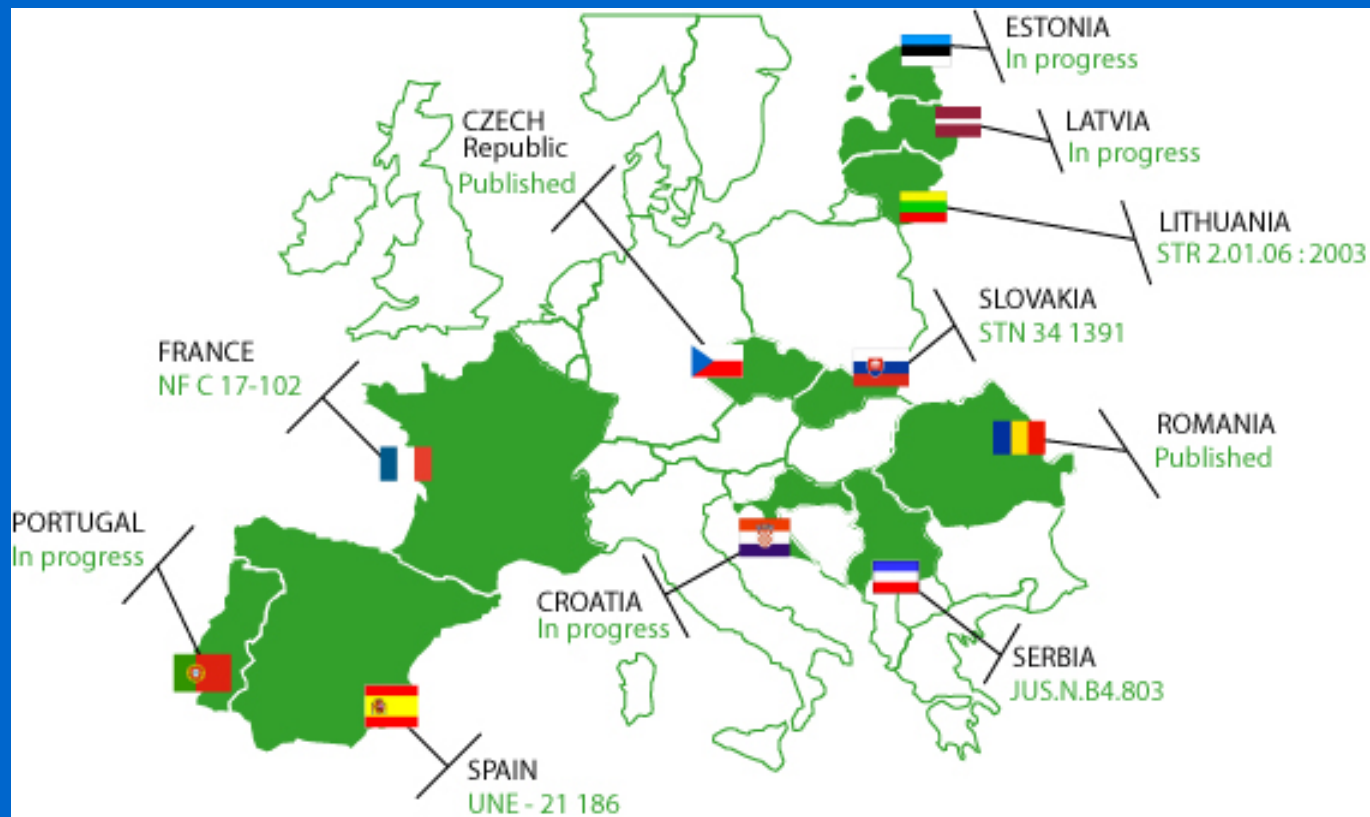 ESTONIA
In progress
CZECH
Republic
Published
LATVIA
In progress
LITHUANIA
STR 2.01.06 : 2003
SLOVAKIA
STN 34 1391
FRANCE
NF C 17-102
ROMANIA
Published
PORTUGAL
In progress
CROATIA
In progress
SERBIA
JUS.N.B4.803
SPAIN
UNE - 21 186